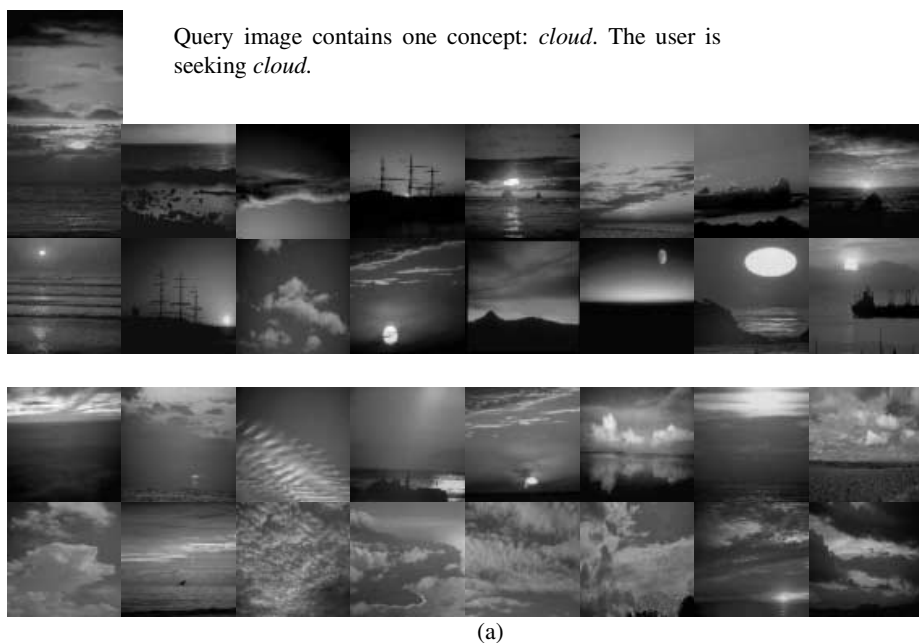 Query image contains one concept: cloud. The user is
seeking cloud.
(a)